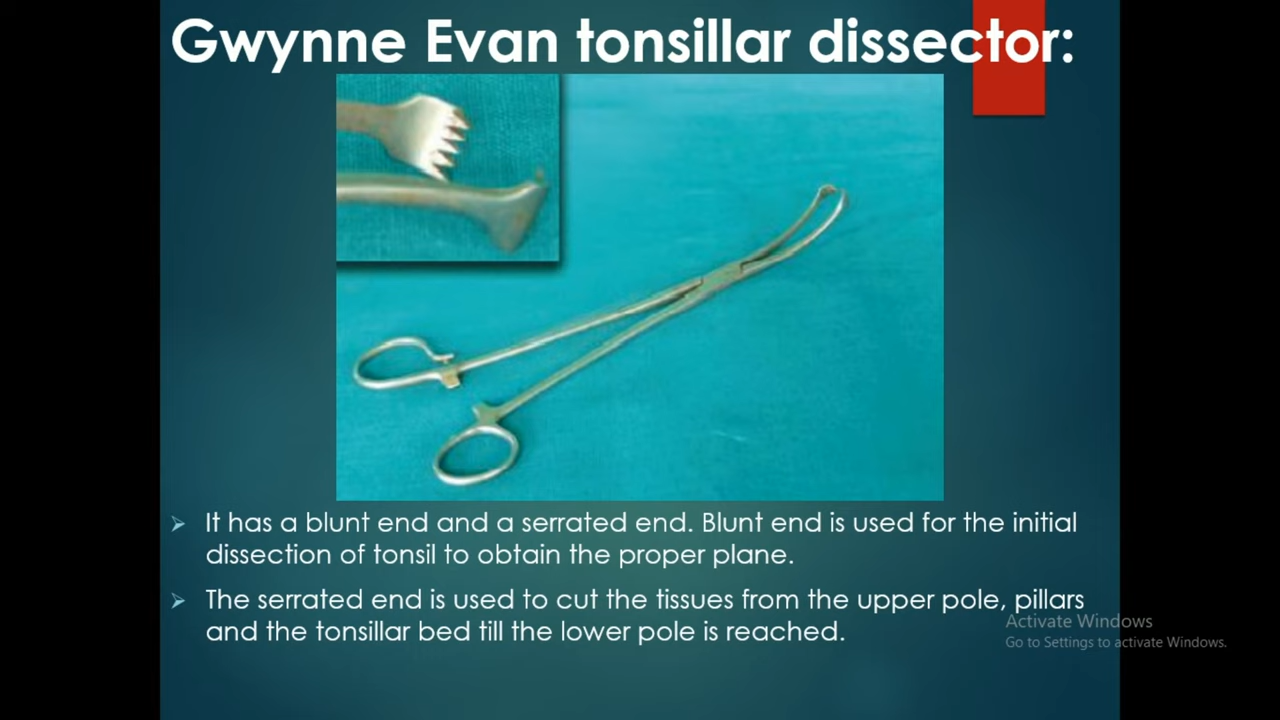 Gwynne Evan tonsillar dissector:
It has a blunt end and a serrated end. Blunt end is used for the initial
dissection of tonsil to obtain the proper plane.
The serrated end is used to cut the tissues from the upper pole, pillars
and the tonsillar bed till the lower pole is reached.
Activate Windows
Go to Settings to activate Windows.